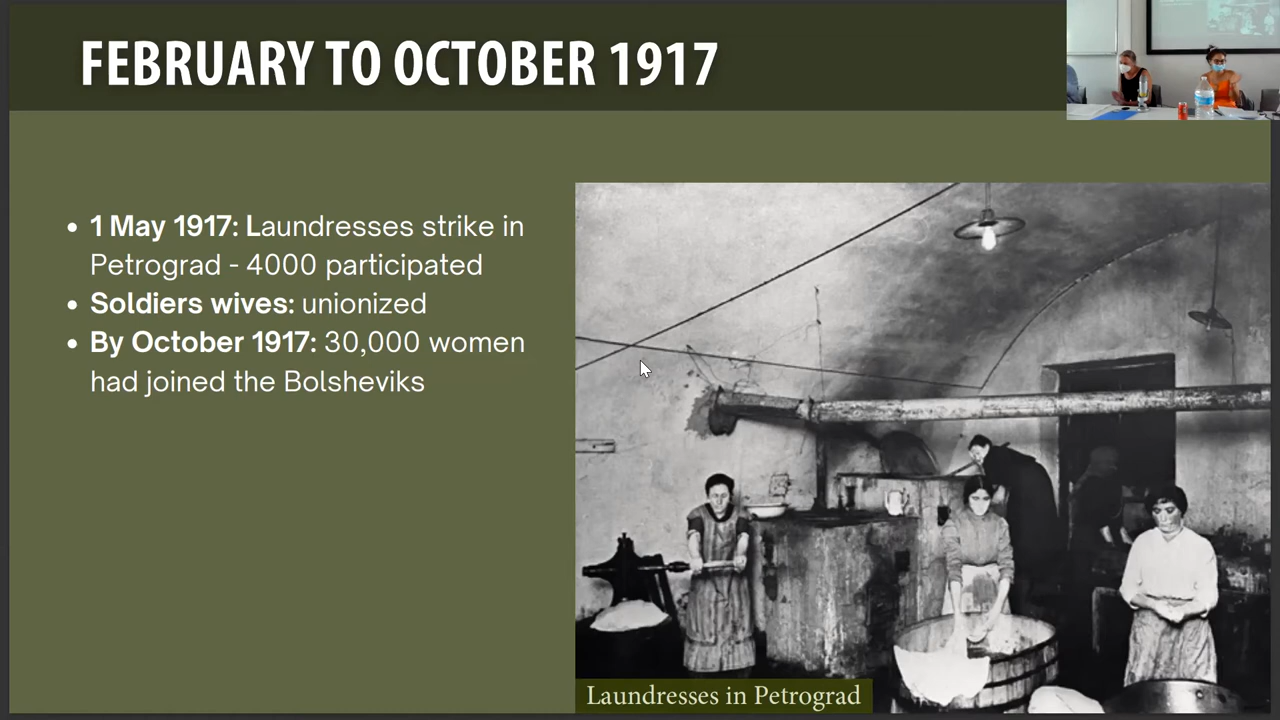 FEBRUARY TO OCTOBER 1917
• 1 May 1917: Laundresses strike in
Petrograd - 4000 participated
• Soldiers wives: unionized
• By October 1917: 30,000 women
had joined the Bolsheviks
Laundresses in Petrograd